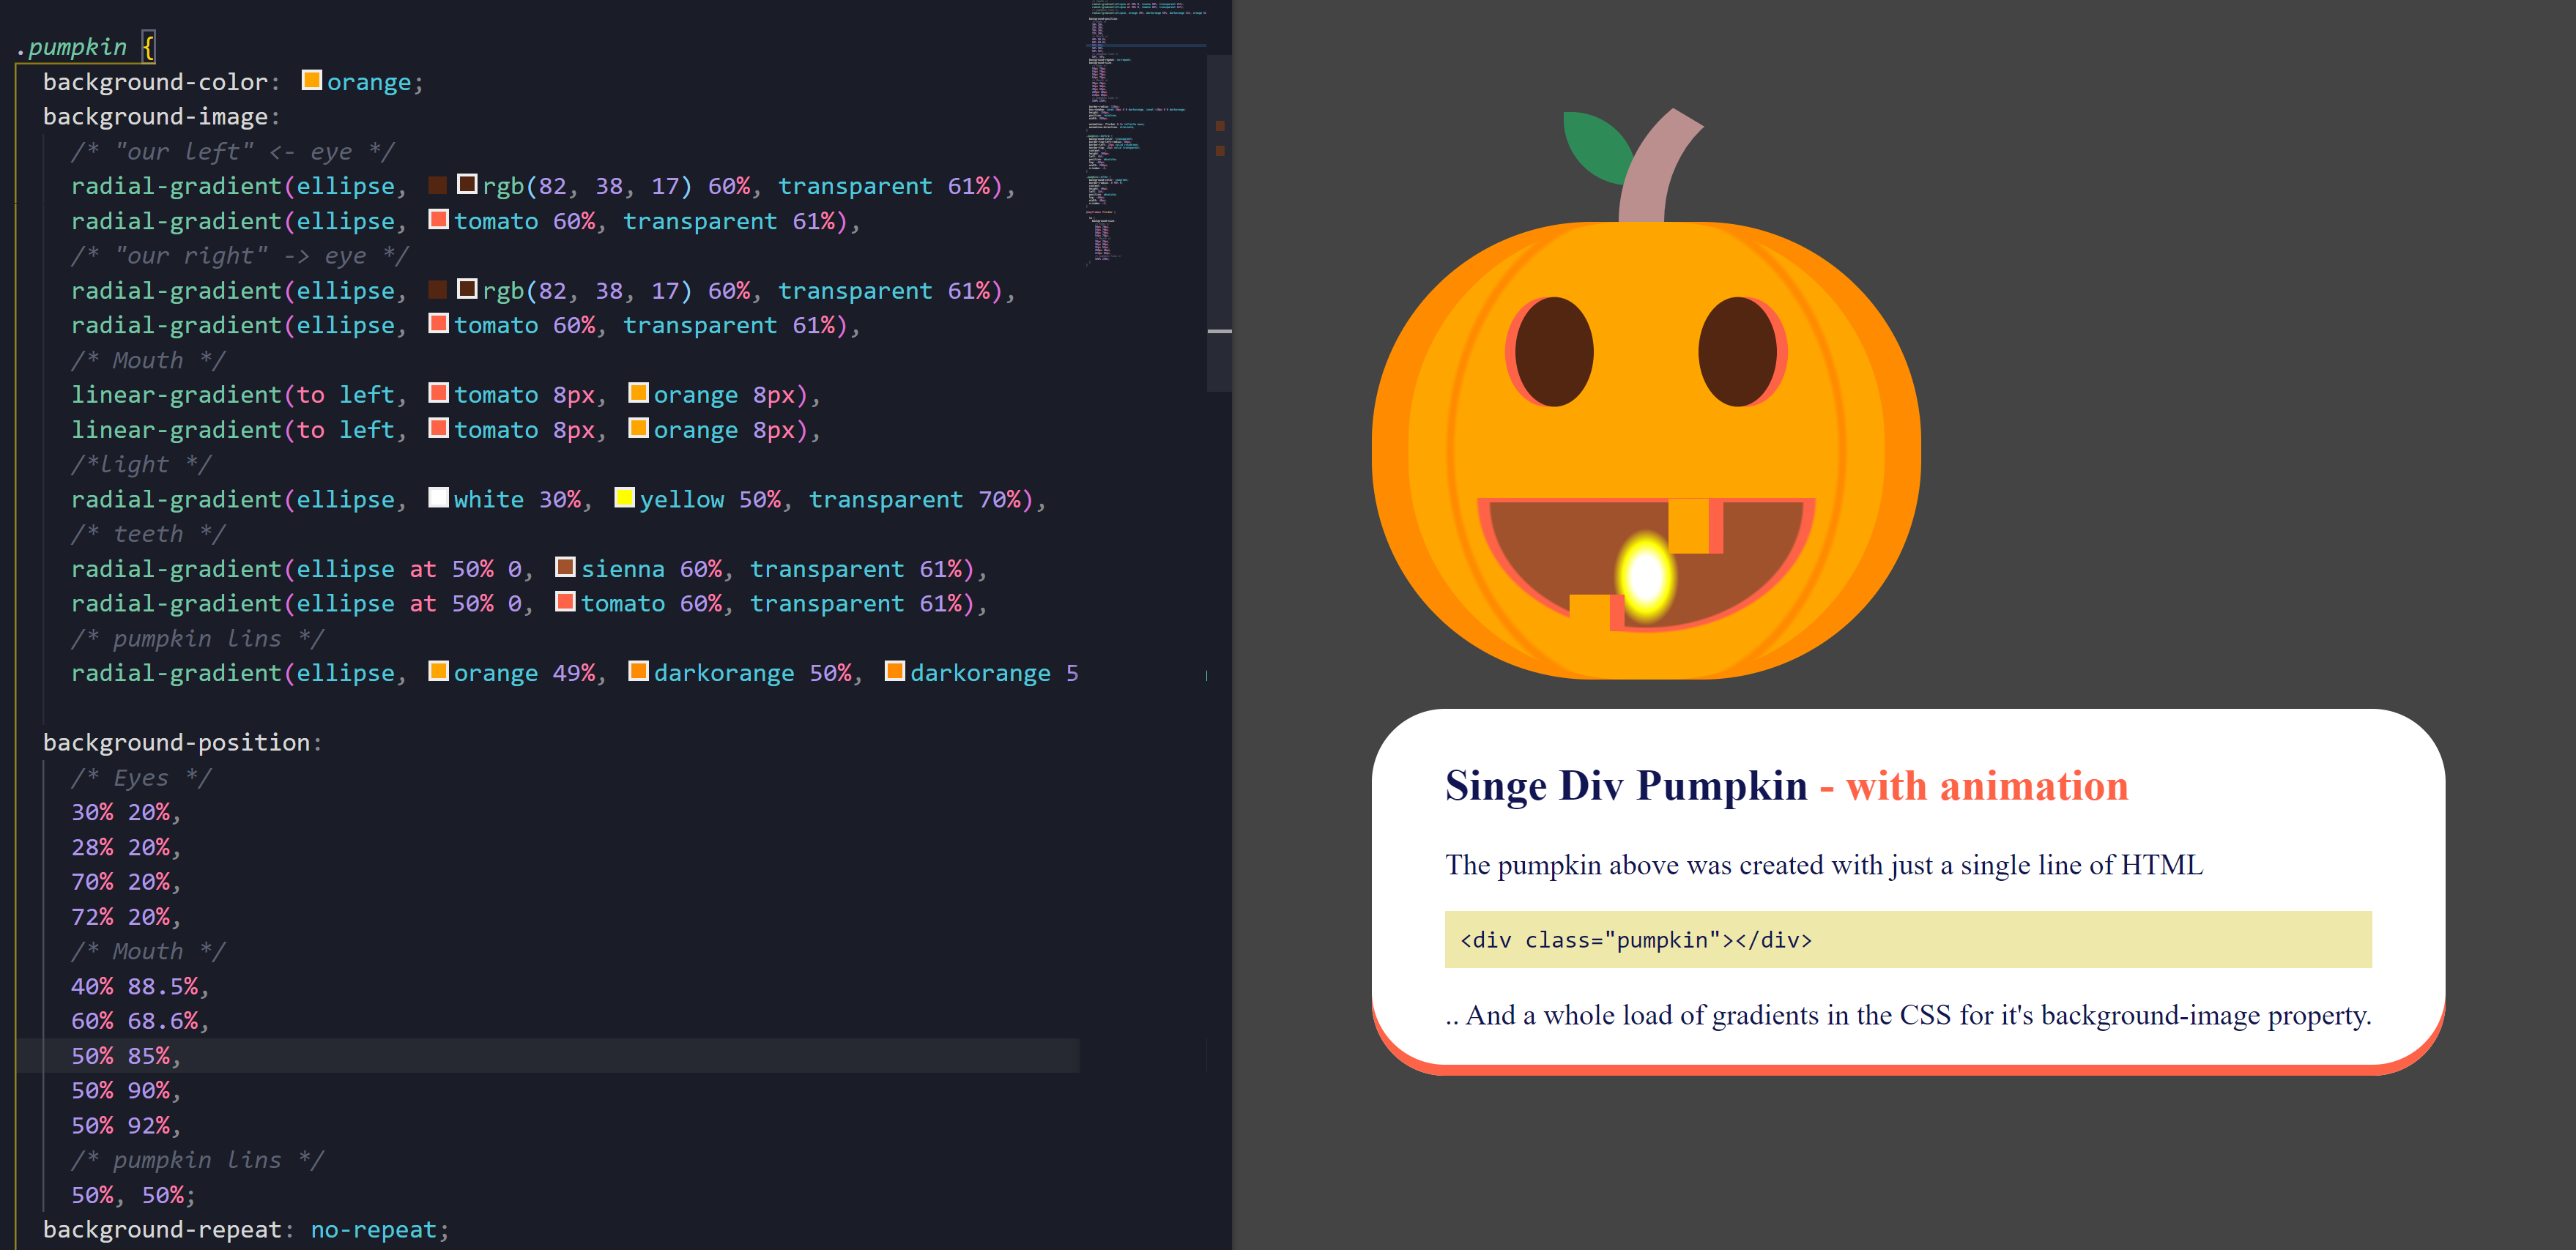 .pumpkin {
background-color: orange;
background-image:
/* "our left" <- eye */
radial-gradient(ellipse, rgb(82, 38, 17) 60%, transparent 61%),
radial-gradient(ellipse, tomato 60%, transparent 61%),
/* "our right" -> eye */
radial-gradient(ellipse, rgb(82, 38, 17) 60%, transparent 61%),
radial-gradient(ellipse, tomato 60%, transparent 61%),
/* Mouth */
linear-gradient(to left, tomato 8px, orange 8px),
linear-gradient(to left, tomato 8px, orange 8px),
/*light */
radial-gradient(ellipse, white 30%, yellow 50%, transparent 70%),
/* teeth */
radial-gradient(ellipse at 50% 0, sienna 60%, transparent 61%),
radial-gradient(ellipse at 50% 0, tomato 60%, transparent 61%),
/* pumpkin lins */
radial-gradient(ellipse, orange 49%, darkorange 50%, darkorange 5
background-position:
/* Eyes */
30% 20%,
28% 20%,
70% 20%,
72% 20%,
/* Mouth */
40% 88.5%,
60% 68.6%,
50% 85%,
50% 90%,
50% 92%,
/* pumpkin lins */
50%, 50%;
background-repeat: no-repeat;
Singe Div Pumpkin - with animation
The pumpkin above was created with just a single line of HTML
<div class="pumpkin"></div>
.. And a whole load of gradients in the CSS for it's background-image property.